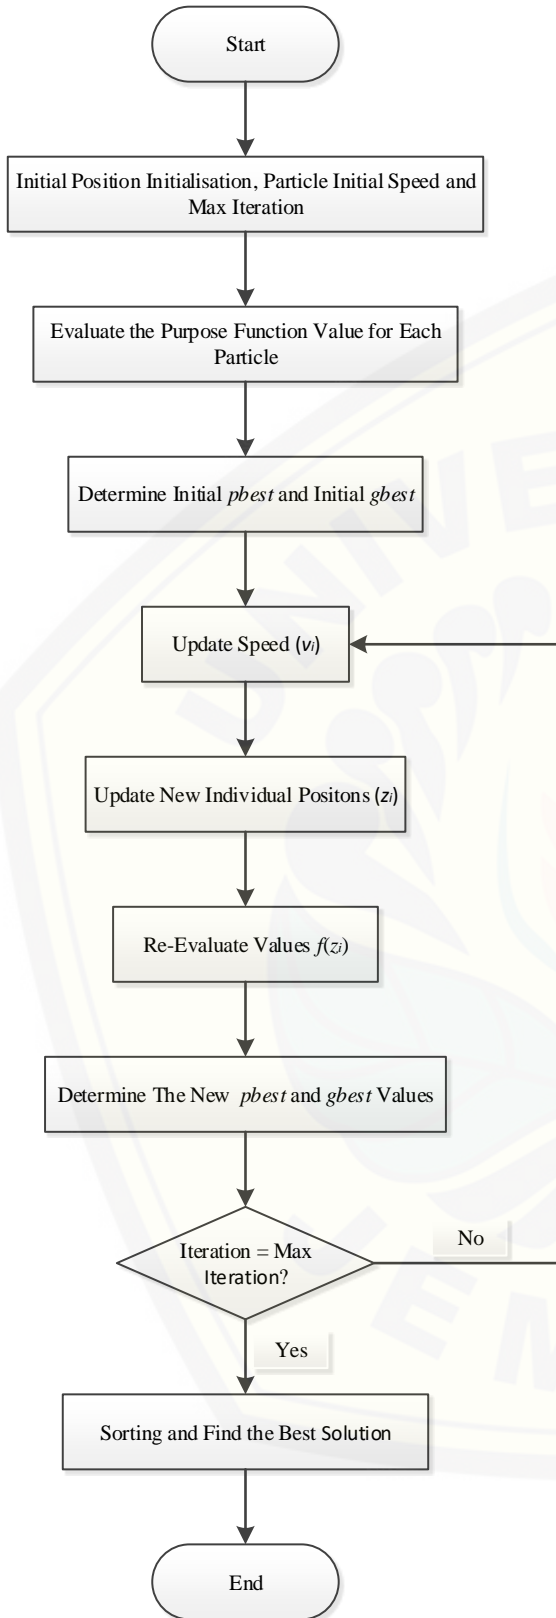 Start
Initial Position Initialisation, Particle Initial Speed and
Max Iteration
Evaluate the Purpose Function Value for Each
Particle
Determine Initial pbest and Initial gbest
Update Speed (vi)
Update New Individual Positons (zi)
Re-Evaluate Values f(zi)
Determine The New pbest and gbest Values
Iteration = Max
Iteration?
No
Yes
Sorting and Find the Best Solution
End